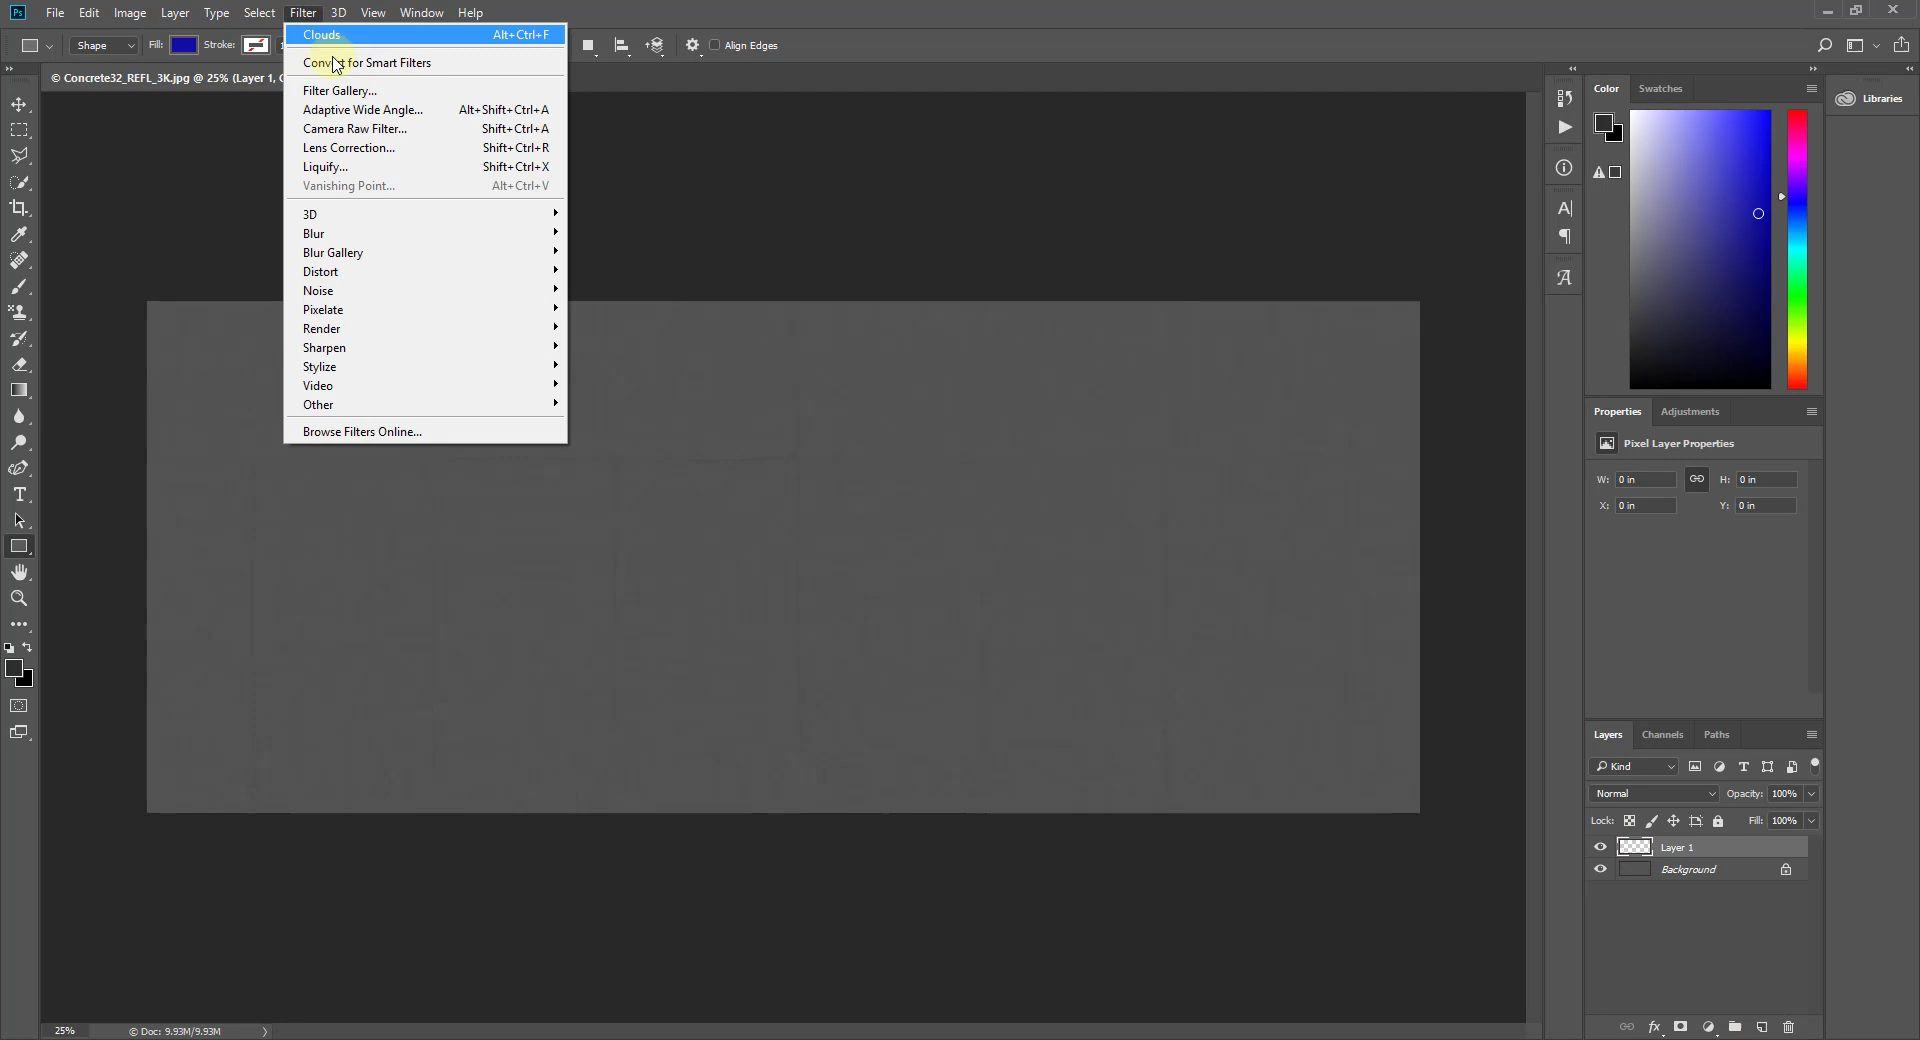 Ps File Edit Image Layer Type Select Filter 3D View Window Help
Shape Fill: Stroke: Align Edges
© Concrete32_REFL_3K.jpg @ 25% (Layer 1,
Clouds Alt+Ctrl+F
Convert for Smart Filters
Filter Gallery...
Adaptive Wide Angle... Alt+Shift+Ctrl+A
Camera Raw Filter... Shift+Ctrl+A
Lens Correction... Shift+Ctrl+R
Liquify... Shift+Ctrl+X
Vanishing Point... Alt+Ctrl+V
3D
Blur
Blur Gallery
Distort
Noise
Pixelate
Render
Sharpen
Stylize
Video
Other
Browse Filters Online...
Color Swatches
Libraries
Properties Adjustments
Pixel Layer Properties
W: 0 in H: 0 in
X: 0 in Y: 0 in
Layers Channels Paths
Kind
Normal Opacity: 100%
Lock: Fill: 100%
Layer 1
Background
fx
25% © Doc: 9.93M/9.93M